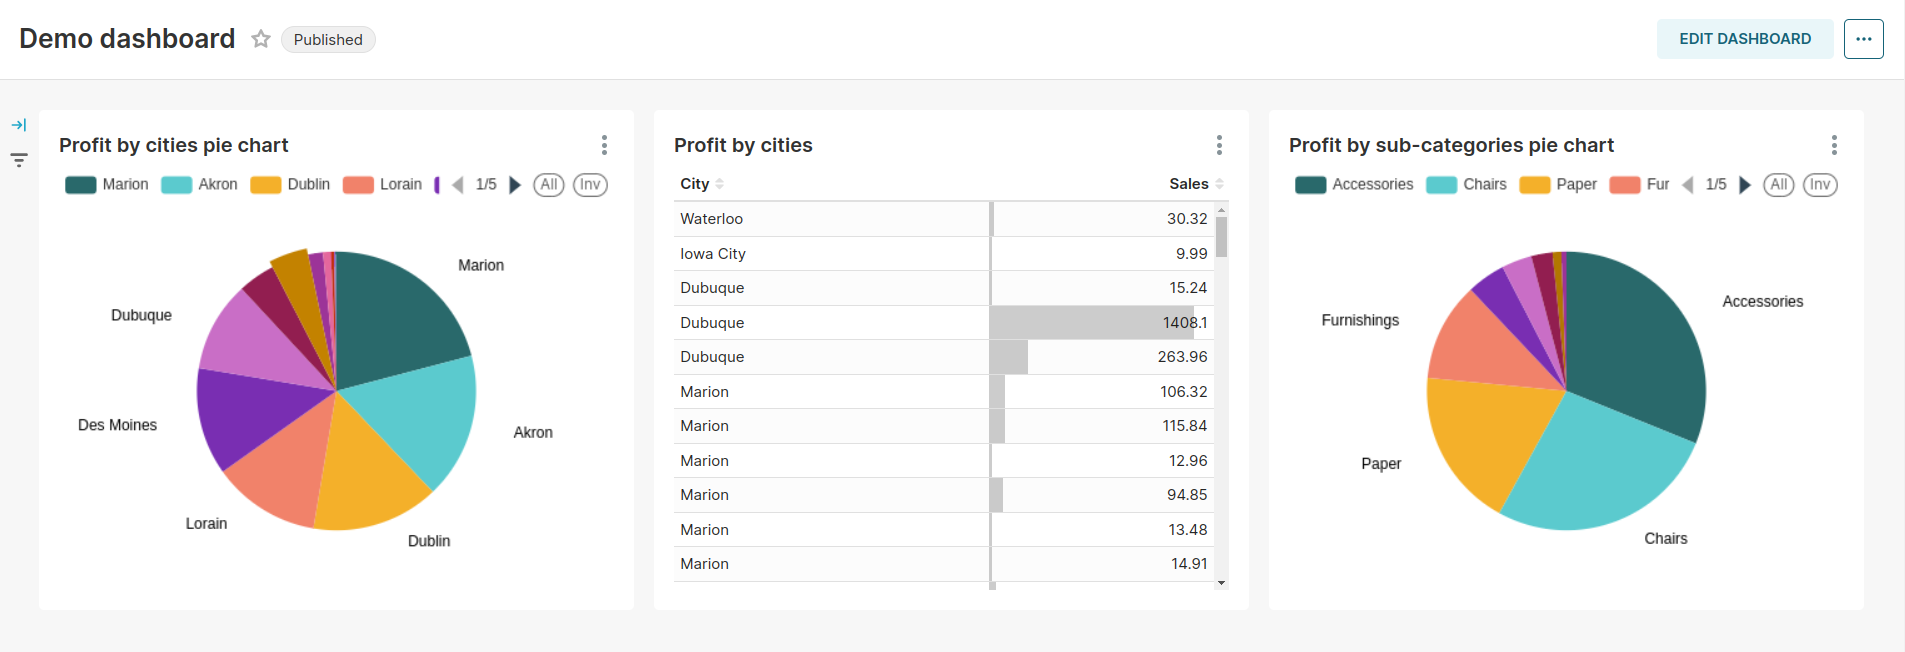 Demo dashboard
Published
EDIT DASHBOARD
Profit by cities pie chart
Marion Akron Dublin Lorain 1/5 All Inv
Marion
Dubuque
Des Moines
Akron
Lorain
Dublin
Profit by cities
City Sales
Waterloo 30.32
Iowa City 9.99
Dubuque 15.24
Dubuque 1408.1
Dubuque 263.96
Marion 106.32
Marion 115.84
Marion 12.96
Marion 94.85
Marion 13.48
Marion 14.91
Profit by sub-categories pie chart
Accessories Chairs Paper Fur 1/5 All Inv
Accessories
Furnishings
Paper
Chairs